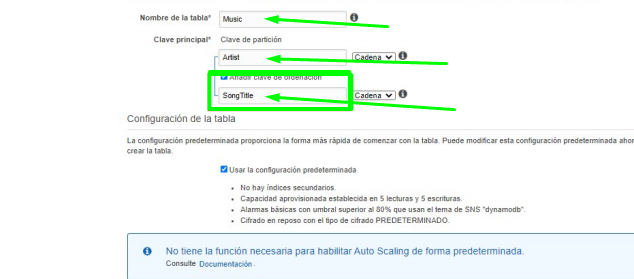 Nombre de la tabla* Music
Clave principal* Clave de partición
Artist Cadena
Añadir clave de ordenación
SongTitle Cadena
Configuración de la tabla
La configuración predeterminada proporciona la forma más rápida de comenzar con la tabla. Puede modificar esta configuración predeterminada ahor
crear la tabla.
Usar la configuración predeterminada
No hay índices secundarios.
Capacidad aprovisionada establecida en 5 lecturas y 5 escrituras.
Alarmas básicas con umbral superior al 80% que usan el tema de SNS "dynamodb".
Cifrado en reposo con el tipo de cifrado PREDETERMINADO.
No tiene la función necesaria para habilitar Auto Scaling de forma predeterminada.
Consulte Documentación.